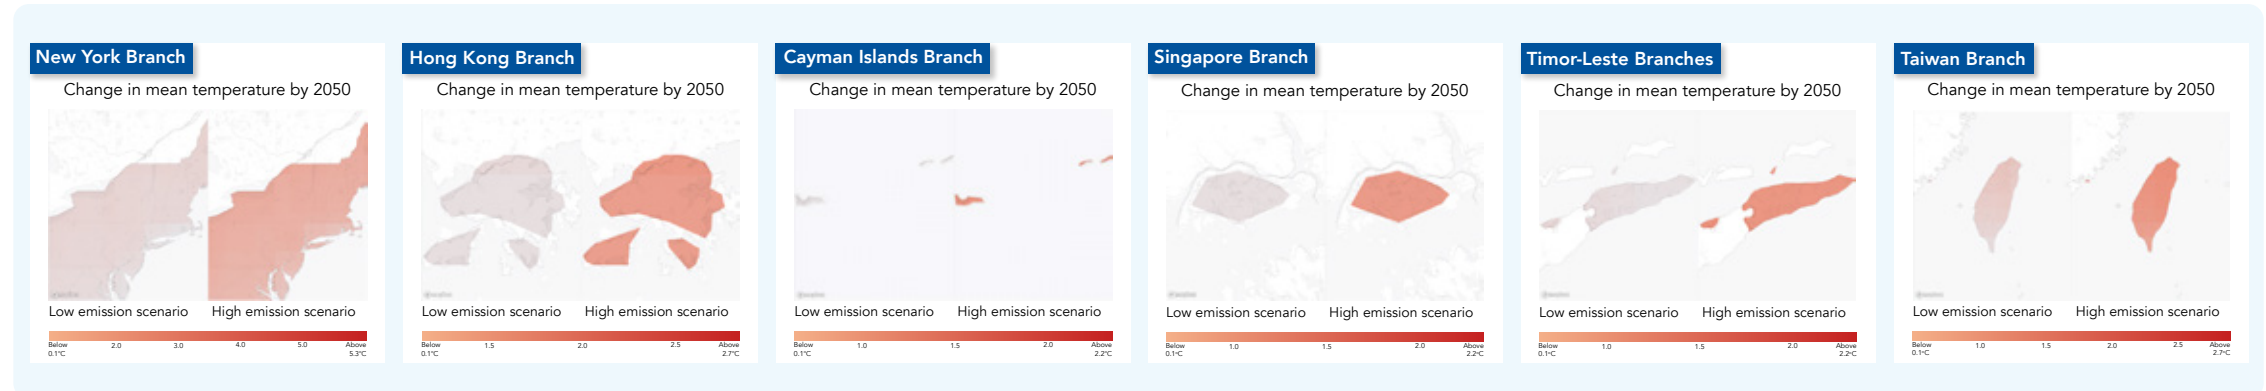 New York Branch
Change in mean temperature by 2050
Low emission scenario High emission scenario
Below 2.0 3.0 4.0 5.0 Above
0.1°C 5.3°C
Hong Kong Branch
Change in mean temperature by 2050
Low emission scenario High emission scenario
Below 1.5 2.0 2.5 Above
0.1°C 2.7°C
Cayman Islands Branch
Change in mean temperature by 2050
Low emission scenario High emission scenario
Below 1.0 1.5 2.0 Above
0.1°C 2.2°C
Singapore Branch
Change in mean temperature by 2050
Low emission scenario High emission scenario
Below 1.0 1.5 2.0 Above
0.1°C 2.2°C
Timor-Leste Branches
Change in mean temperature by 2050
Low emission scenario High emission scenario
Below 1.0 1.5 2.0 Above
0.1°C 2.2°C
Taiwan Branch
Change in mean temperature by 2050
Low emission scenario High emission scenario
Below 1.0 1.5 2.0 2.5 Above
0.1°C 2.7°C